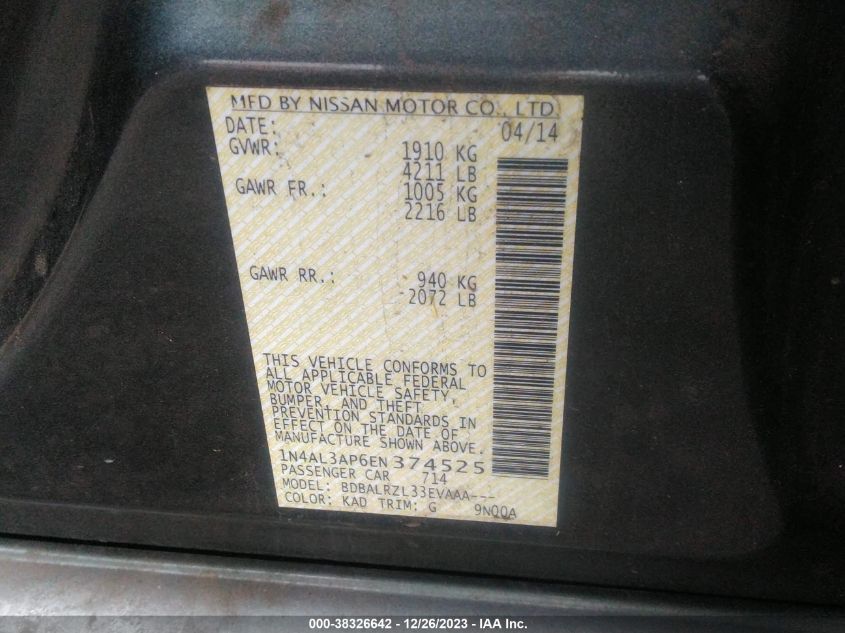 MFD BY NISSAN MOTOR CO., LTD.
DATE: 04/14
GVWR: 1910 KG
4211 LB
GAWR FR.: 1005 KG
2216 LB
GAWR RR.: 940 KG
2072 LB
THIS VEHICLE CONFORMS TO
ALL APPLICABLE FEDERAL
MOTOR VEHICLE SAFETY,
BUMPER, AND THEFT
PREVENTION STANDARDS IN
EFFECT ON THE DATE OF
MANUFACTURE SHOWN ABOVE.
1N4AL3AP6EN374525
PASSENGER CAR 714
MODEL: BDBALRZL33EVAAA---
COLOR: KAD TRIM: G 9N00A
000-38326642 - 12/26/2023 - IAA Inc.